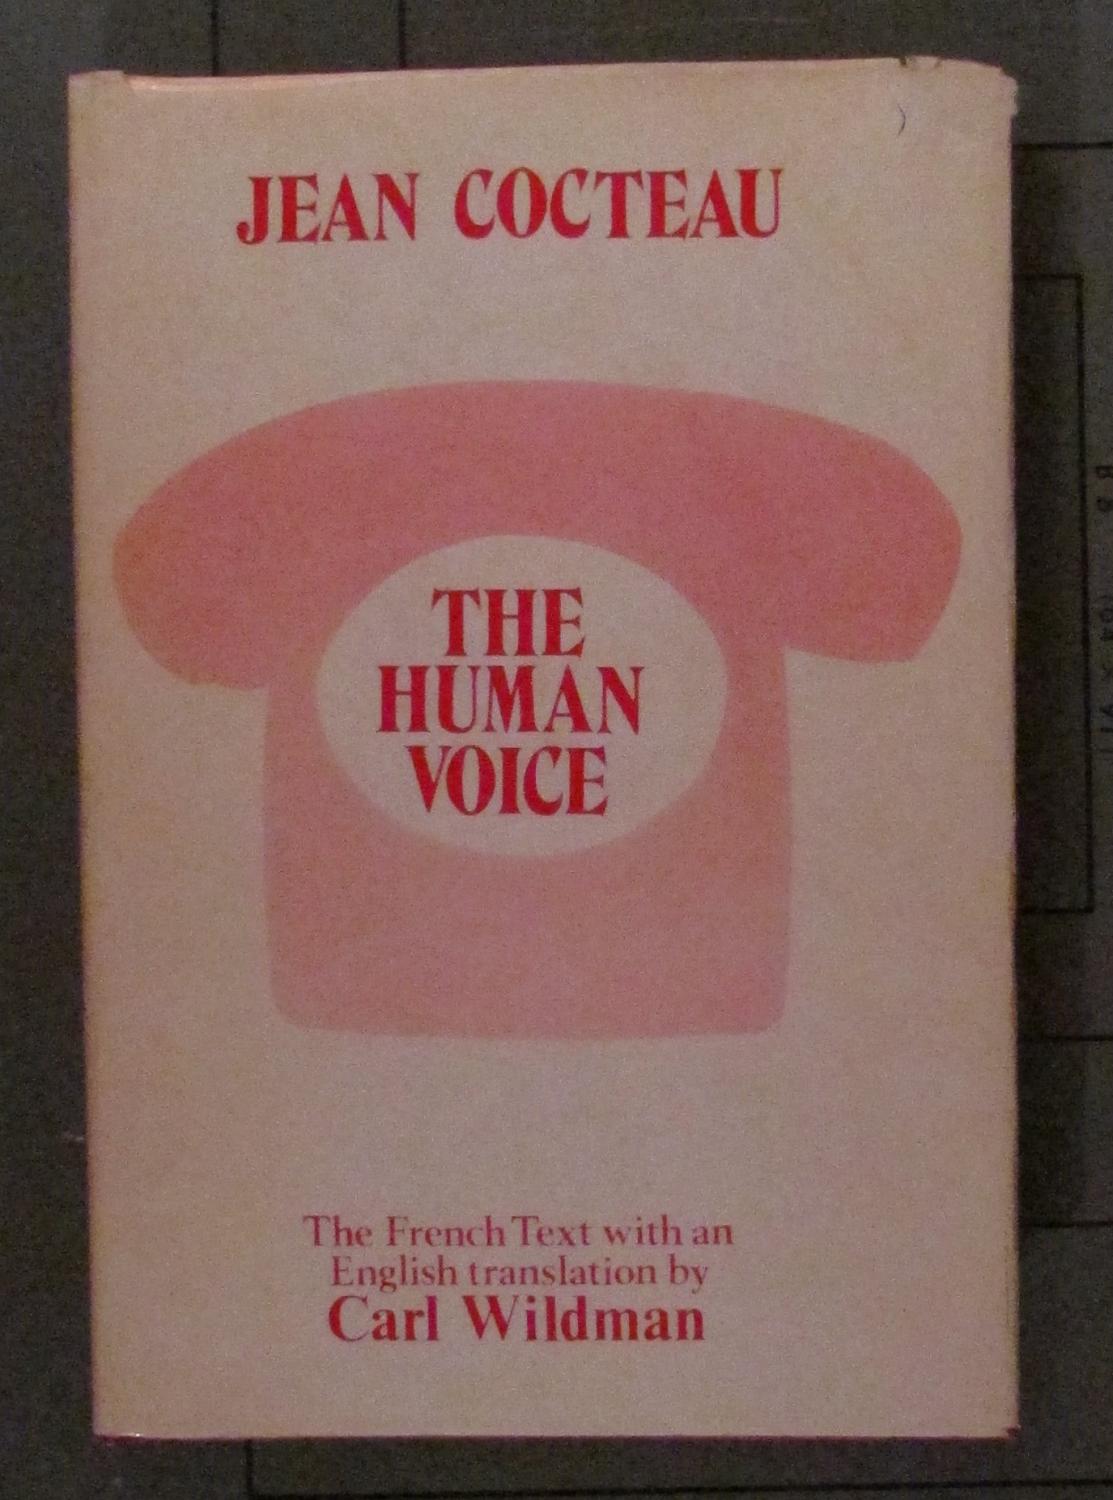 JEAN COCTEAU
THE
HUMAN
VOICE
The French Text with an
English translation by
Carl Wildman